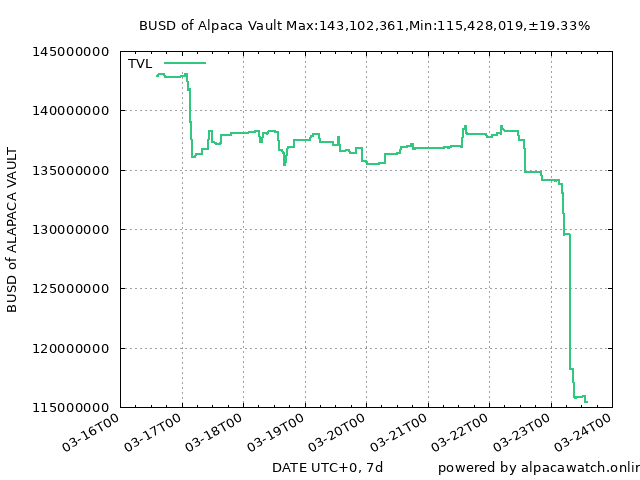 BUSD of Alpaca Vault Max:143,102,361,Min:115,428,019,±19.33%
TVL
145000000
140000000
135000000
130000000
125000000
120000000
115000000
BUSD of ALAPACA VAULT
03-16T00
03-17T00
03-18T00
03-19T00
03-20T00
03-21T00
03-22T00
03-23T00
03-24T00
DATE UTC+0, 7d
powered by alpacawatch.onlin